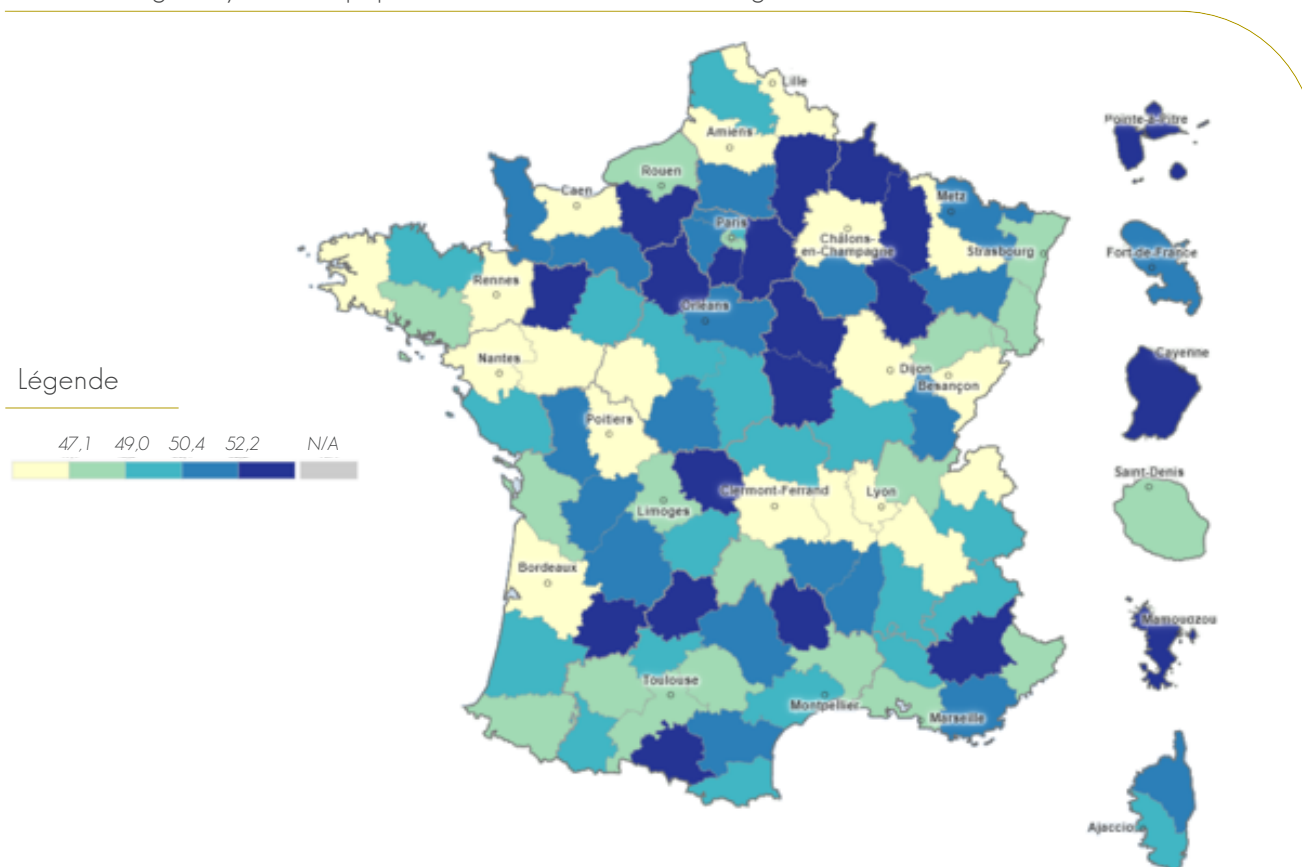 Légende
47,1 49,0 50,4 52,2 N/A
Lille
Amiens
Rouen
Caen
Paris
Metz
Châlons-
en-Champagne
Strasbourg
Rennes
Orléans
Nantes
Dijon
Besançon
Poitiers
Clermont-Ferrand
Lyon
Limoges
Bordeaux
Toulouse
Montpellier
Marseille
Pointe-à-Pitre
Fort-de-France
Cayenne
Saint-Denis
Mamoudzou
Ajaccio